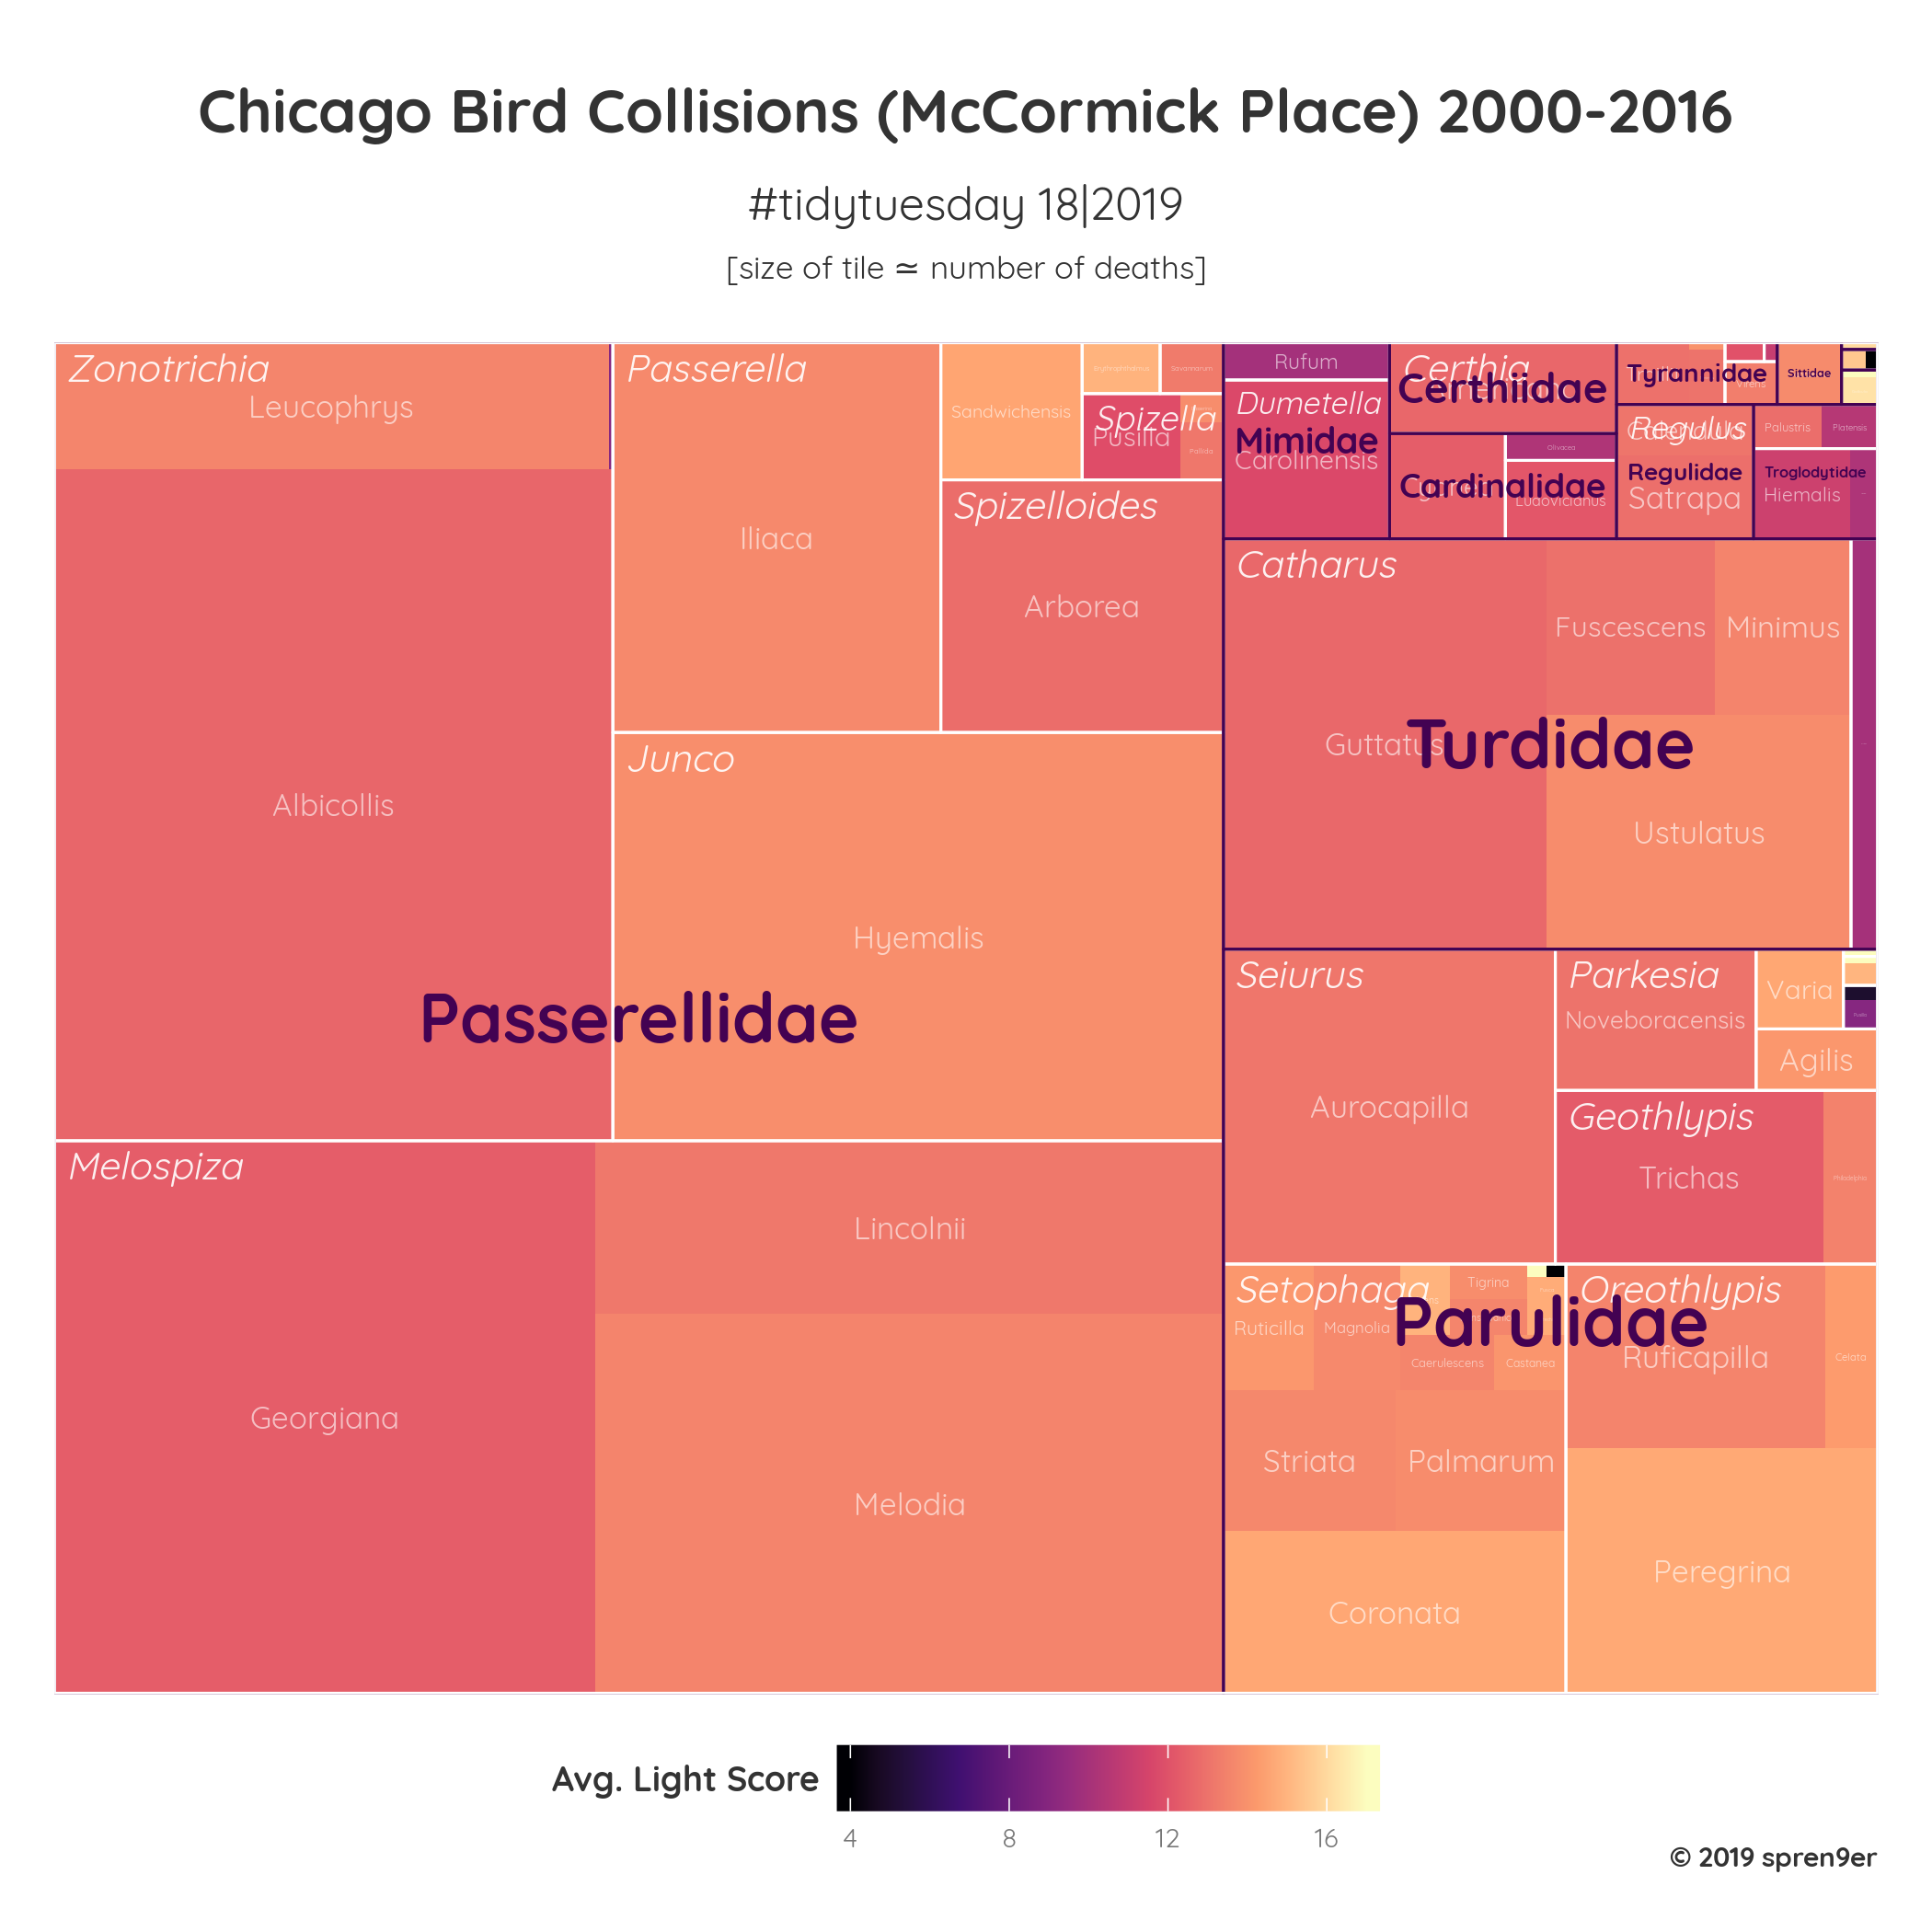 Chicago Bird Collisions (McCormick Place) 2000-2016
#tidytuesday 18|2019
[size of tile ≃ number of deaths]
Zonotrichia
Leucophrys
Albicollis
Passerella
Iliaca
Sandwichensis
Savannarum
Spizella
Pusilla
Pallida
Spizelloides
Arborea
Junco
Hyemalis
Passerellidae
Melospiza
Georgiana
Lincolnii
Melodia
Rufum
Dumetella
Mimidae
Carolinensis
Certhia
Certhiidae
Cardinalidae
Olivacea
Ludovicianus
Tyrannidae
Virens
Sittidae
Regulus
Calendula
Regulidae
Satrapa
Palustris
Platensis
Troglodytidae
Hiemalis
Catharus
Guttatus
Fuscescens
Minimus
Turdidae
Ustulatus
Seiurus
Aurocapilla
Parkesia
Noveboracensis
Varia
Agilis
Geothlypis
Trichas
Philadelphia
Setophaga
Ruticilla
Magnolia
Tigrina
Caerulescens
Castanea
Parulidae
Striata
Palmarum
Coronata
Oreothlypis
Ruficapilla
Celata
Peregrina
Avg. Light Score
4 8 12 16
© 2019 spren9er